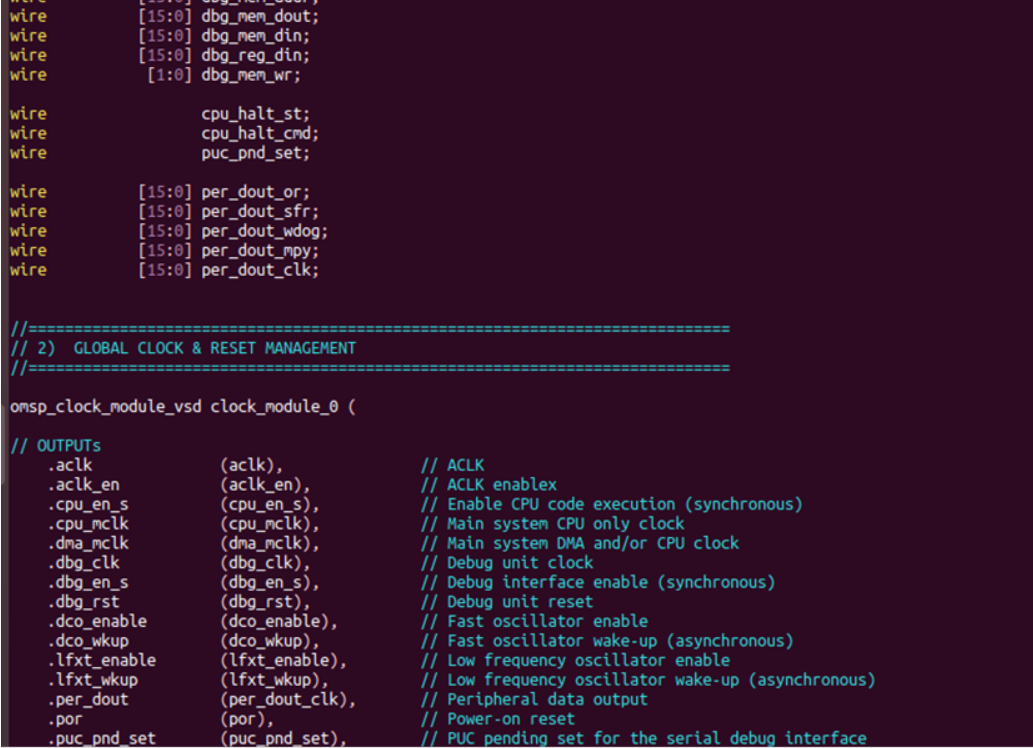 wire [15:0] dbg_mem_addr;
wire [15:0] dbg_mem_dout;
wire [15:0] dbg_mem_din;
wire [15:0] dbg_reg_din;
wire [1:0] dbg_mem_wr;
wire cpu_halt_st;
wire cpu_halt_cmd;
wire puc_pnd_set;
wire [15:0] per_dout_or;
wire [15:0] per_dout_sfr;
wire [15:0] per_dout_wdog;
wire [15:0] per_dout_mpy;
wire [15:0] per_dout_clk;
//=============================================================================
// 2) GLOBAL CLOCK & RESET MANAGEMENT
//=============================================================================
omsp_clock_module_vsd clock_module_0 (
// OUTPUTs
.aclk (aclk), // ACLK
.aclk_en (aclk_en), // ACLK enablex
.cpu_en_s (cpu_en_s), // Enable CPU code execution (synchronous)
.cpu_mclk (cpu_mclk), // Main system CPU only clock
.dma_mclk (dma_mclk), // Main system DMA and/or CPU clock
.dbg_clk (dbg_clk), // Debug unit clock
.dbg_en_s (dbg_en_s), // Debug interface enable (synchronous)
.dbg_rst (dbg_rst), // Debug unit reset
.dco_enable (dco_enable), // Fast oscillator enable
.dco_wkup (dco_wkup), // Fast oscillator wake-up (asynchronous)
.lfxt_enable (lfxt_enable), // Low frequency oscillator enable
.lfxt_wkup (lfxt_wkup), // Low frequency oscillator wake-up (asynchronous)
.per_dout (per_dout_clk), // Peripheral data output
.por (por), // Power-on reset
.puc_pnd_set (puc_pnd_set), // PUC pending set for the serial debug interface